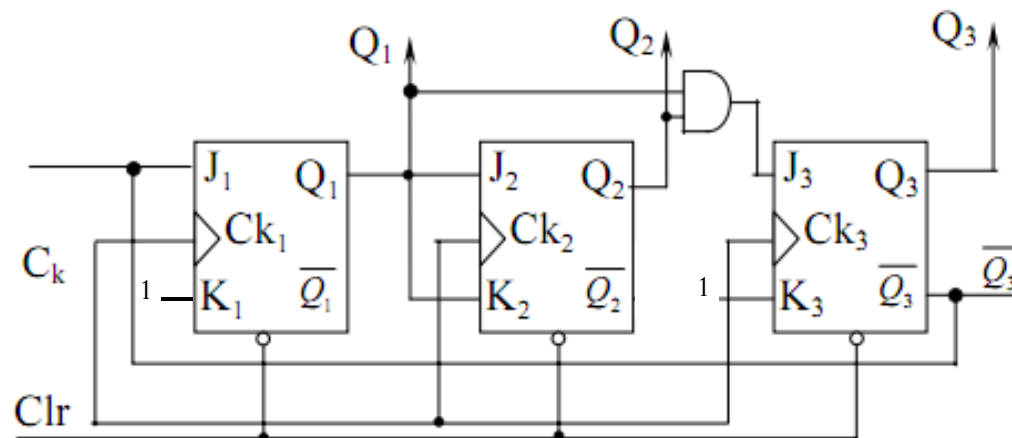 Q₁ Q₂ Q₃
J₁ Q₁ J₂ Q₂ J₃ Q₃
C_k Ck₁ Ck₂ Ck₃
1 K₁ Q̅₁ K₂ Q̅₂ 1 K₃ Q̅₃ Q̅₃
Clr